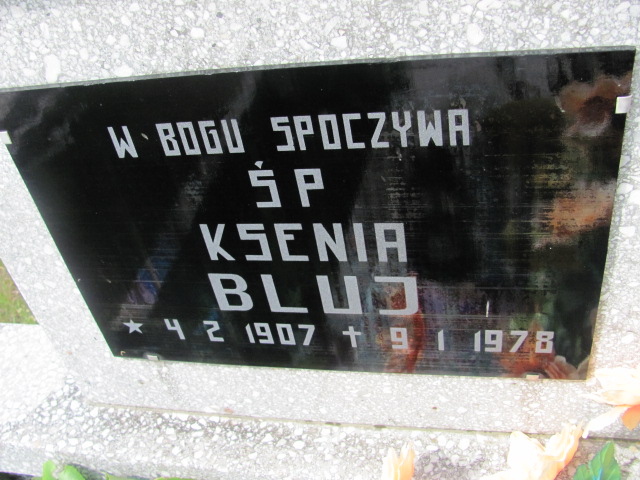 W BOGU SPOCZYWA
ŚP
KSENIA
BLUJ
★ 4 2 1907 ✝ 9 1 1978